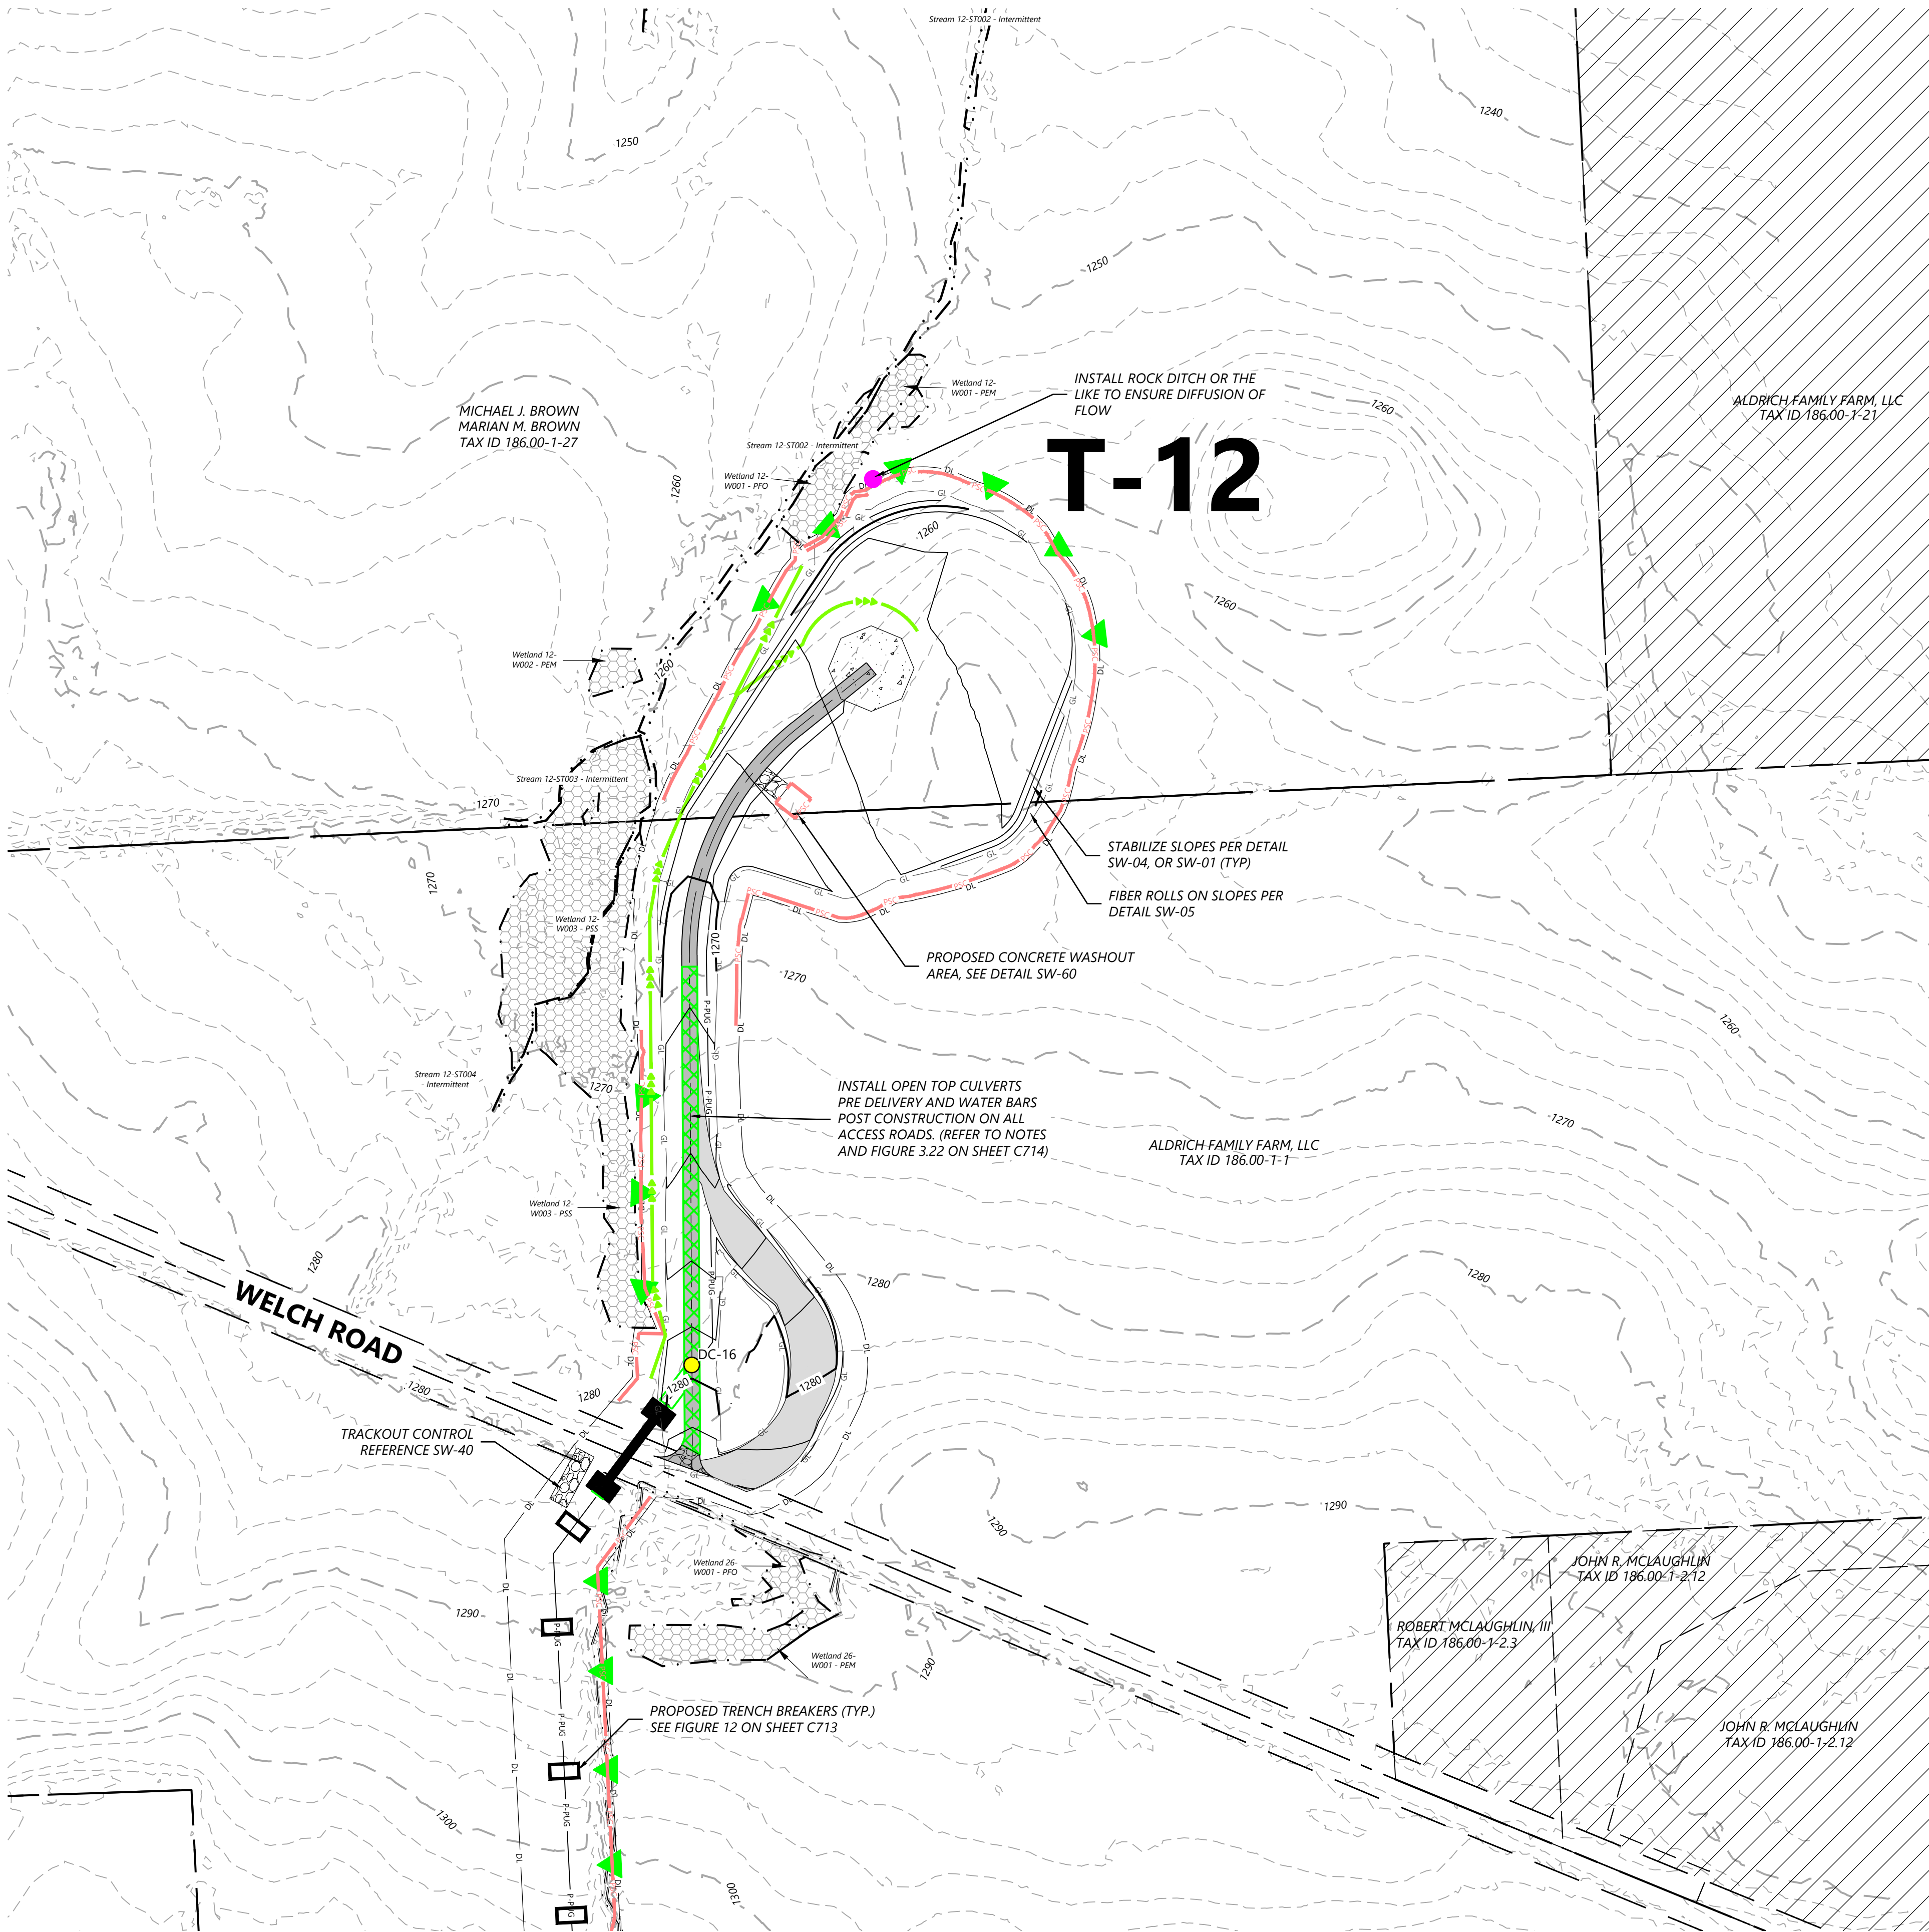 Stream 12-ST002 - Intermittent
1240
1250
1250
INSTALL ROCK DITCH OR THE
LIKE TO ENSURE DIFFUSION OF
FLOW
Wetland 12-
W001 - PEM
1260
ALDRICH FAMILY FARM, LLC
TAX ID 186.00-1-21
MICHAEL J. BROWN
MARIAN M. BROWN
TAX ID 186.00-1-27
Stream 12-ST002 - Intermittent
T-12
Wetland 12-
W001 - PFO
1260
1260
1260
Wetland 12-
W002 - PEM
1260
Stream 12-ST003 - Intermittent
1270
STABILIZE SLOPES PER DETAIL
SW-04, OR SW-01 (TYP)
1270
FIBER ROLLS ON SLOPES PER
DETAIL SW-05
Wetland 12-
W003 - PSS
1270
PROPOSED CONCRETE WASHOUT
AREA, SEE DETAIL SW-60
1270
1260
Stream 12-ST004
- Intermittent
1270
INSTALL OPEN TOP CULVERTS
PRE DELIVERY AND WATER BARS
POST CONSTRUCTION ON ALL
ACCESS ROADS. (REFER TO NOTES
AND FIGURE 3.22 ON SHEET C714)
1270
ALDRICH FAMILY FARM, LLC
TAX ID 186.00-1-1
Wetland 12-
W003 - PSS
1280
1280
1280
WELCH ROAD
DC-16
1280
1280
1280
1280
TRACKOUT CONTROL
REFERENCE SW-40
1290
1290
Wetland 26-
W001 - PFO
JOHN R. MCLAUGHLIN
TAX ID 186.00-1-2.12
1290
ROBERT MCLAUGHLIN, III
TAX ID 186.00-1-2.3
Wetland 26-
W001 - PEM
1290
PROPOSED TRENCH BREAKERS (TYP.)
SEE FIGURE 12 ON SHEET C713
JOHN R. MCLAUGHLIN
TAX ID 186.00-1-2.12
1300
1300
P-PUG
P-PUG
P-PUG
P-PUG
P-PUG
P-PUG
P-PUG
DL
GL
PSC